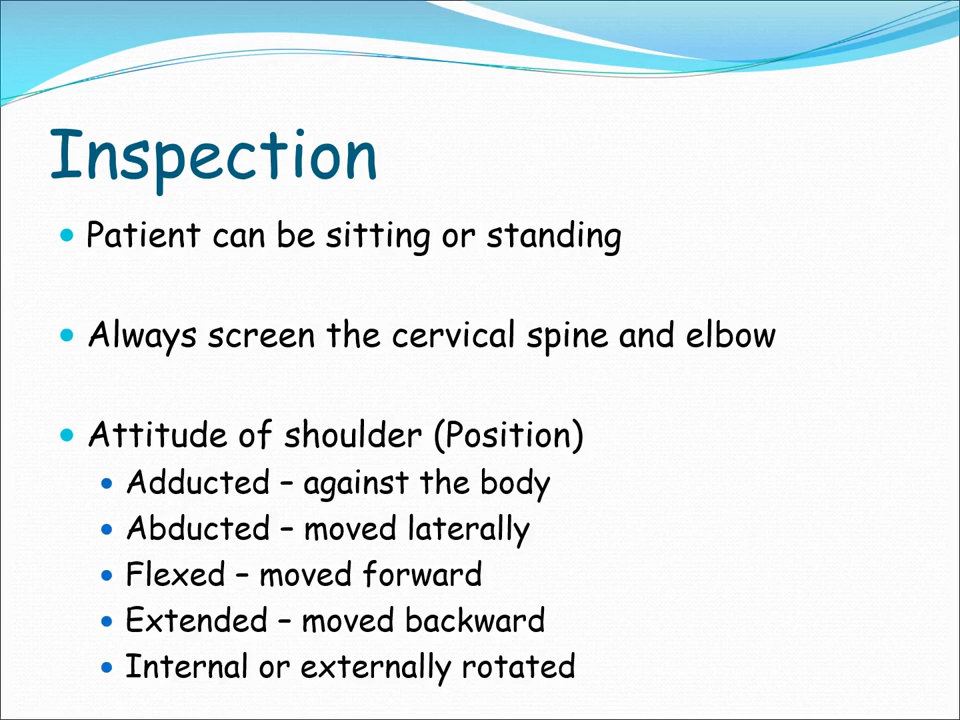 Inspection
• Patient can be sitting or standing
• Always screen the cervical spine and elbow
• Attitude of shoulder (Position)
• Adducted – against the body
• Abducted – moved laterally
• Flexed – moved forward
• Extended – moved backward
• Internal or externally rotated